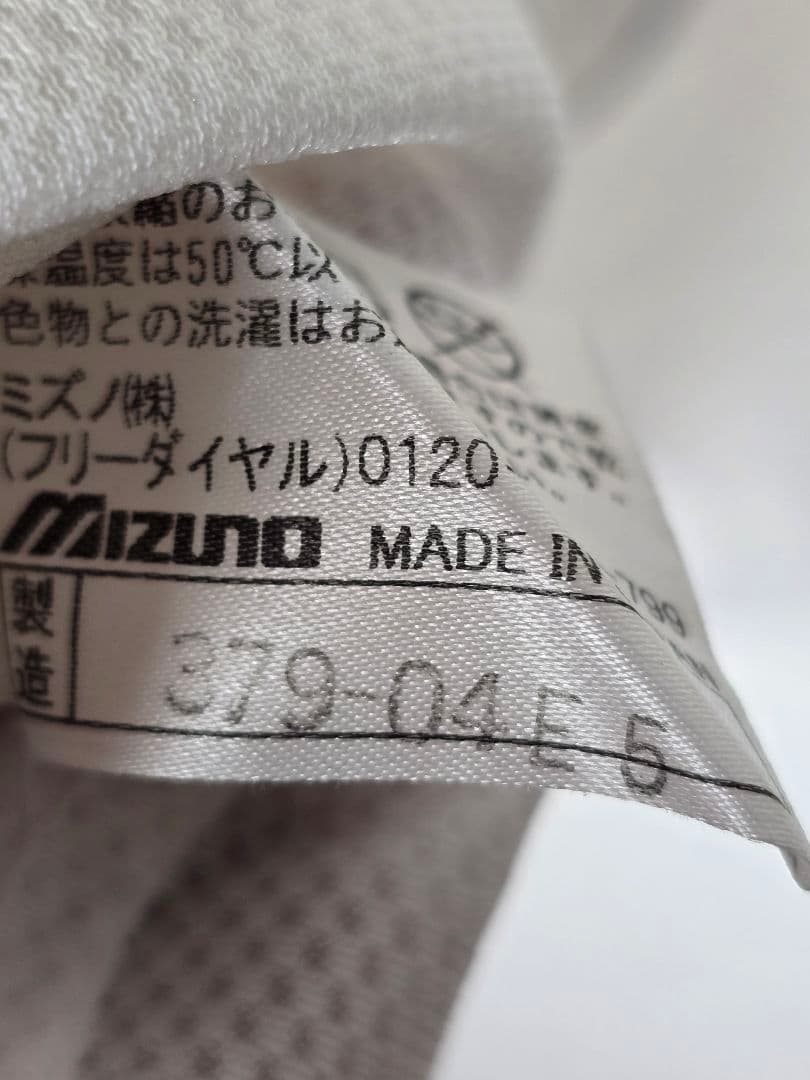 縮のお
温度は50℃以
色物との洗濯はお
ミズノ㈱
(フリーダイヤル)0120-
MIZUNO MADE IN
799
製造 379-04E 5